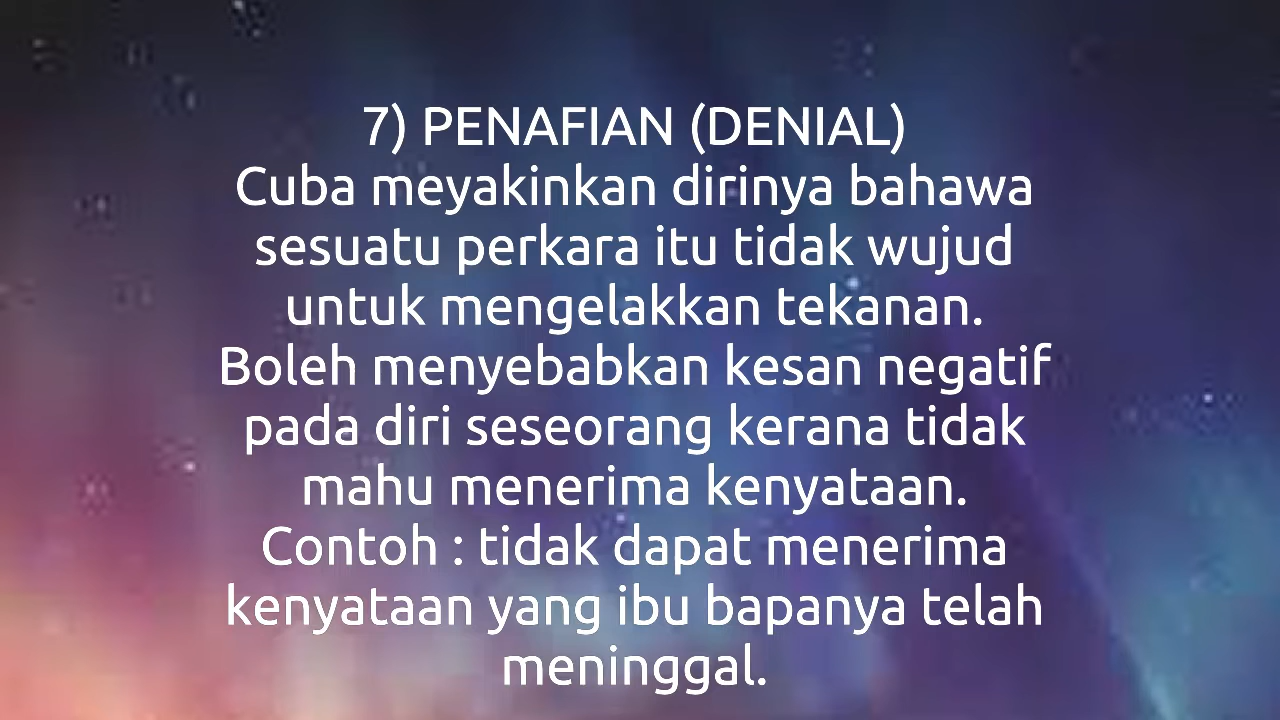 7) PENAFIAN (DENIAL)
Cuba meyakinkan dirinya bahawa
sesuatu perkara itu tidak wujud
untuk mengelakkan tekanan.
Boleh menyebabkan kesan negatif
pada diri seseorang kerana tidak
mahu menerima kenyataan.
Contoh : tidak dapat menerima
kenyataan yang ibu bapanya telah
meninggal.